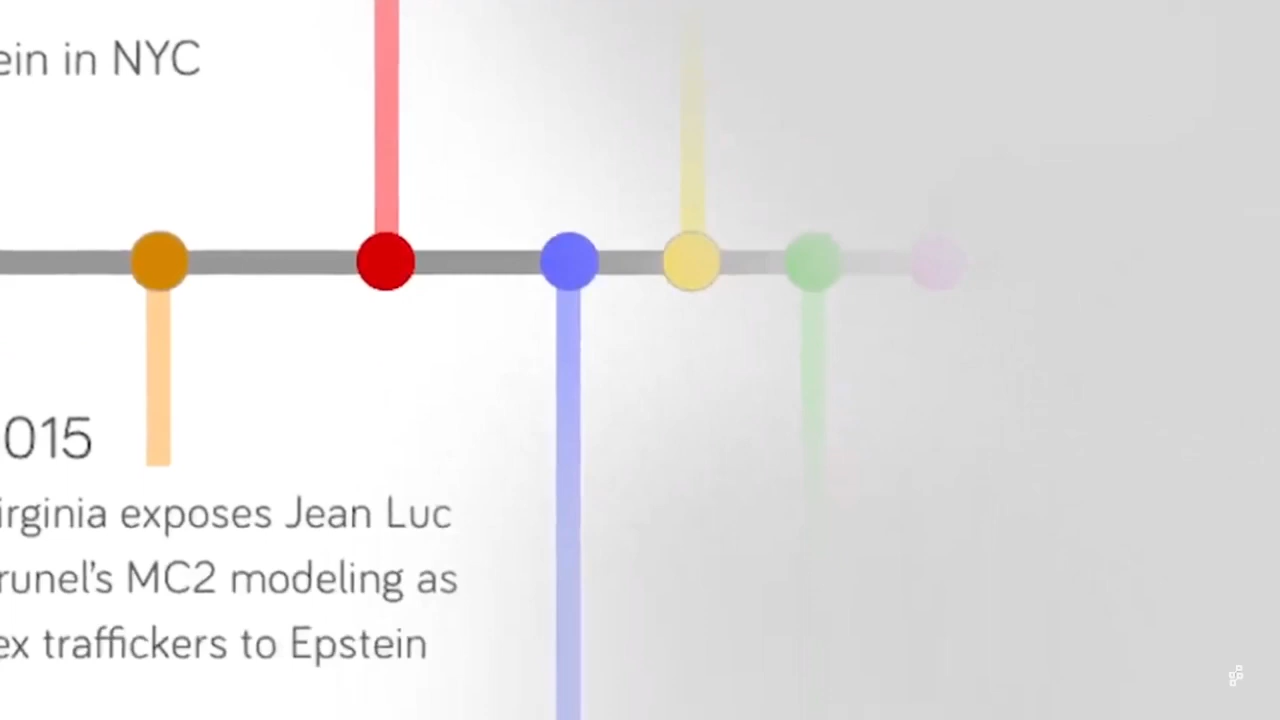 ein in NYC
015
irginia exposes Jean Luc
runel's MC2 modeling as
ex traffickers to Epstein